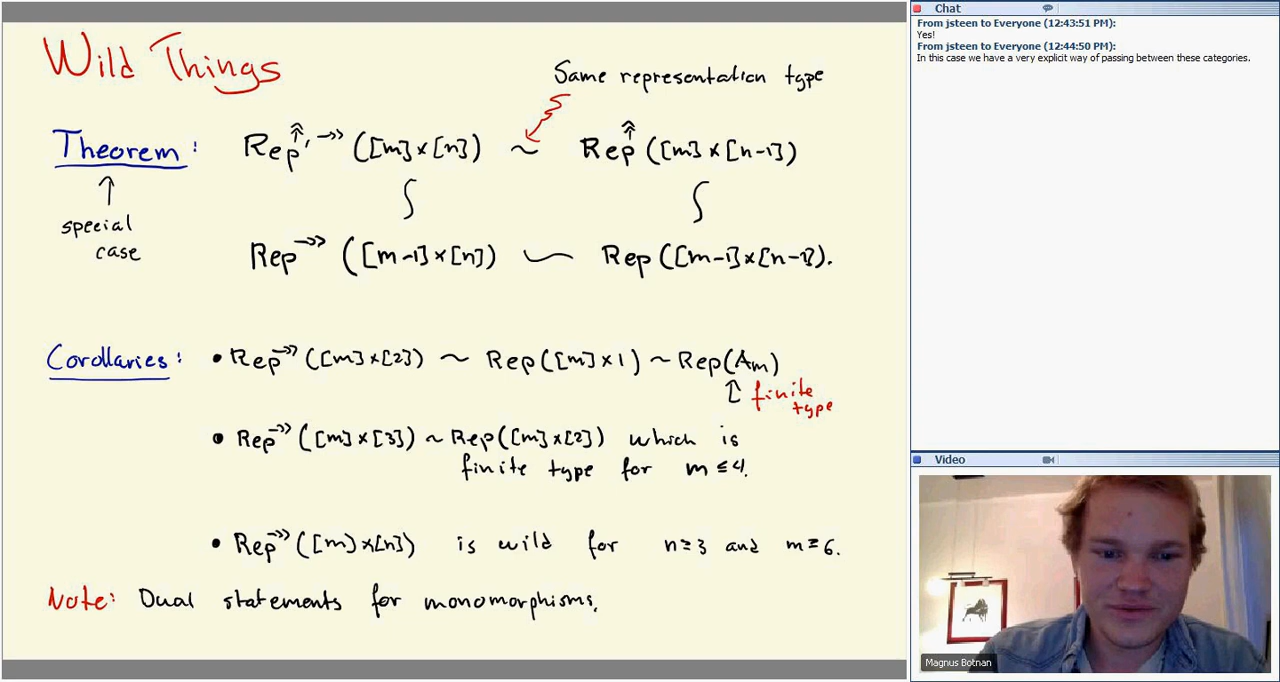 Wild Things
Same representation type
Theorem: Rep^{↠(vertical), ↠} ([m]×[n]) ~ Rep^{↠(vertical)} ([m]×[n-1])
↑ special case
∫ ∫
Rep^↠ ([m-1]×[n]) ~ Rep ([m-1]×[n-1]).
Corollaries: • Rep^↠ ([m]×[2]) ~ Rep([m]×1) ~ Rep(A_m)
↑ finite type
• Rep^↠ ([m]×[3]) ~ Rep([m]×[2]) which is
finite type for m ≤ 4.
• Rep^↠ ([m]×[n]) is wild for n≥3 and m≥6.
Note: Dual statements for monomorphisms.
Chat
From jsteen to Everyone (12:43:51 PM):
Yes!
From jsteen to Everyone (12:44:50 PM):
In this case we have a very explicit way of passing between these categories.
Video
Magnus Botnan